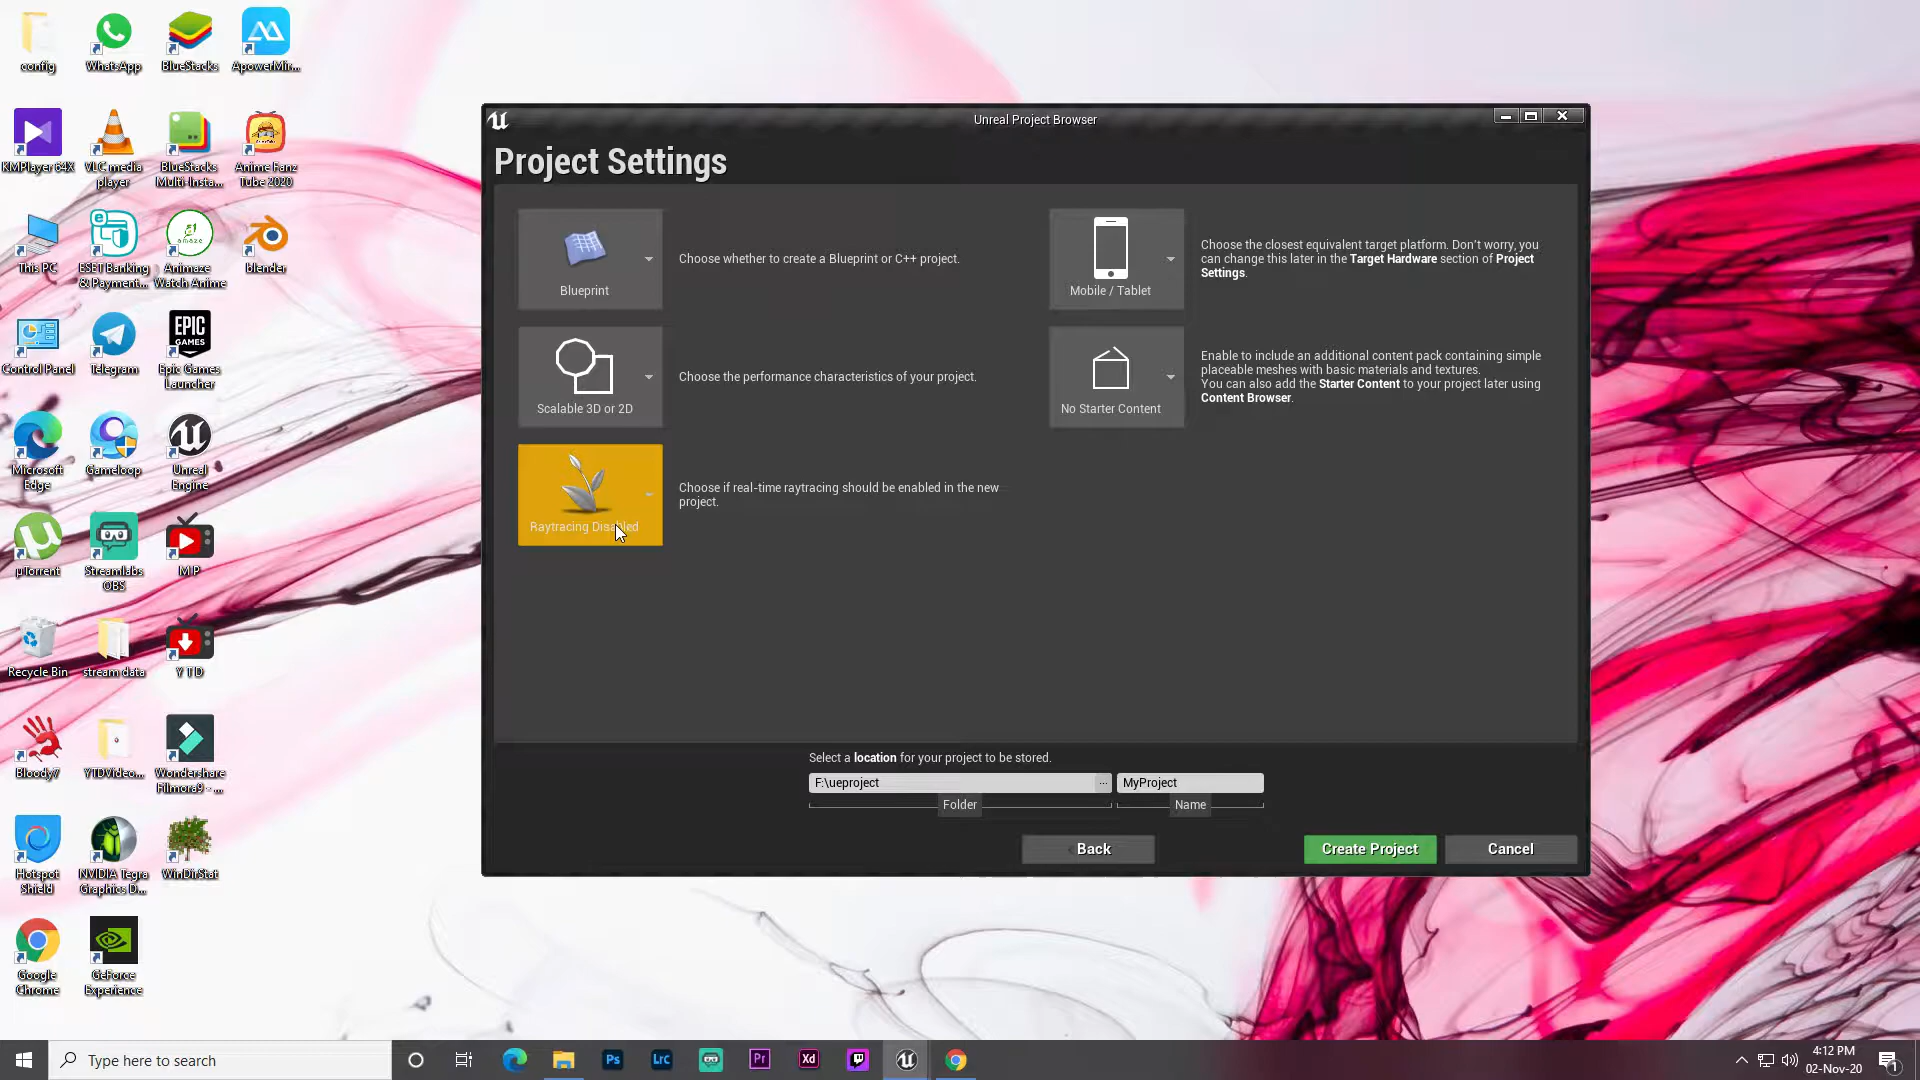 config
WhatsApp
BlueStacks
ApowerMir...
KMPlayer 64X
VLC media
player
BlueStacks
Multi-Insta...
Anime Fanz
Tube 2020
This PC
ESET Banking
& Payment...
amaze
Animaze
Watch Anime
blender
Control Panel
Telegram
EPIC
GAMES
Epic Games
Launcher
Microsoft
Edge
Gameloop
Unreal
Engine
µTorrent
Streamlabs
OBS
M P
Recycle Bin
stream data
Y TD
Bloody7
YTDVideo...
Wondershare
Filmora9 - ...
Hotspot
Shield
NVIDIA Tegra
Graphics D...
WinDirStat
Google
Chrome
GeForce
Experience
Unreal Project Browser
Project Settings
Blueprint
Choose whether to create a Blueprint or C++ project.
Mobile / Tablet
Choose the closest equivalent target platform. Don't worry, you
can change this later in the Target Hardware section of Project
Settings.
Scalable 3D or 2D
Choose the performance characteristics of your project.
No Starter Content
Enable to include an additional content pack containing simple
placeable meshes with basic materials and textures.
You can also add the Starter Content to your project later using
Content Browser.
Raytracing Disabled
Choose if real-time raytracing should be enabled in the new
project.
Select a location for your project to be stored.
F:\ueproject
...
MyProject
Folder
Name
Back
Create Project
Cancel
Type here to search
Ps
Lrc
Pr
Xd
4:12 PM
02-Nov-20
1